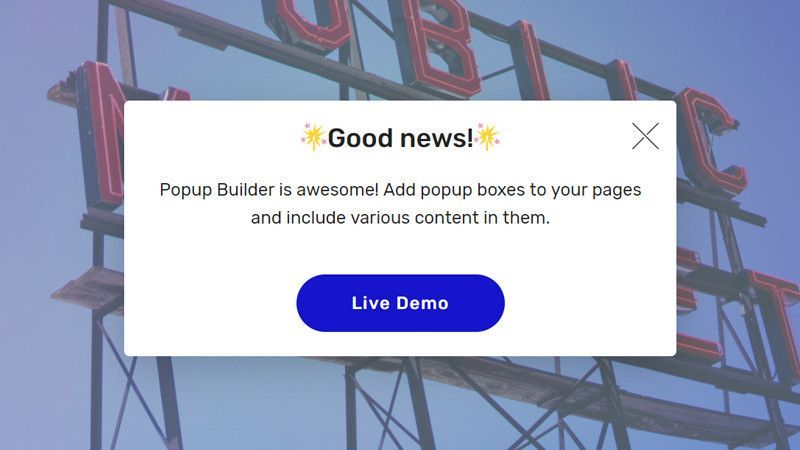 ✨Good news!✨
Popup Builder is awesome! Add popup boxes to your pages
and include various content in them.
Live Demo